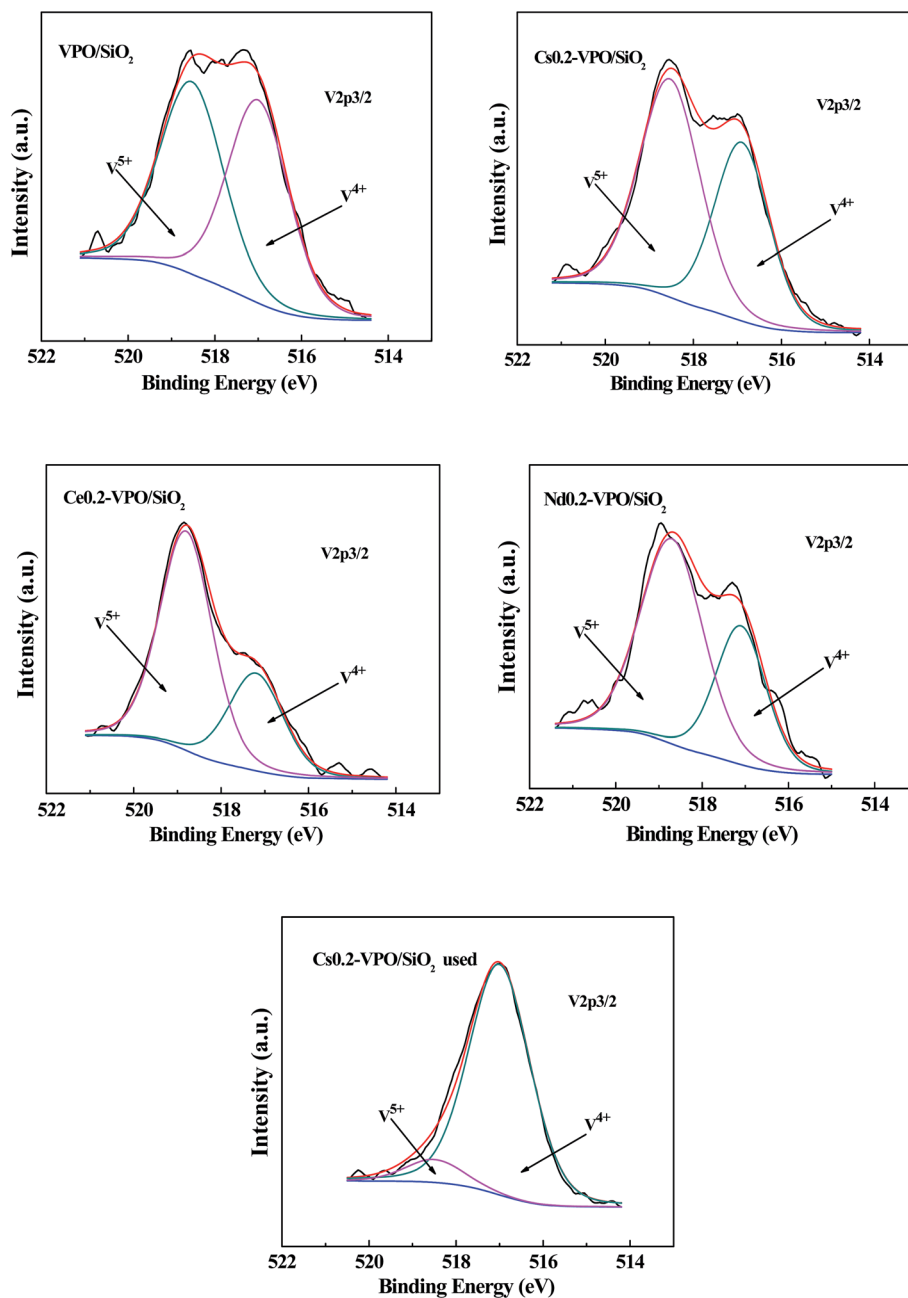 VPO/SiO₂
V2p3/2
V⁵⁺
V⁴⁺
Intensity (a.u.)
522 520 518 516 514
Binding Energy (eV)
Cs0.2-VPO/SiO₂
V2p3/2
V⁵⁺
V⁴⁺
Intensity (a.u.)
522 520 518 516 514
Binding Energy (eV)
Ce0.2-VPO/SiO₂
V2p3/2
V⁵⁺
V⁴⁺
Intensity (a.u.)
522 520 518 516 514
Binding Energy (eV)
Nd0.2-VPO/SiO₂
V2p3/2
V⁵⁺
V⁴⁺
Intensity (a.u.)
522 520 518 516 514
Binding Energy (eV)
Cs0.2-VPO/SiO₂ used
V2p3/2
V⁵⁺
V⁴⁺
Intensity (a.u.)
522 520 518 516 514
Binding Energy (eV)